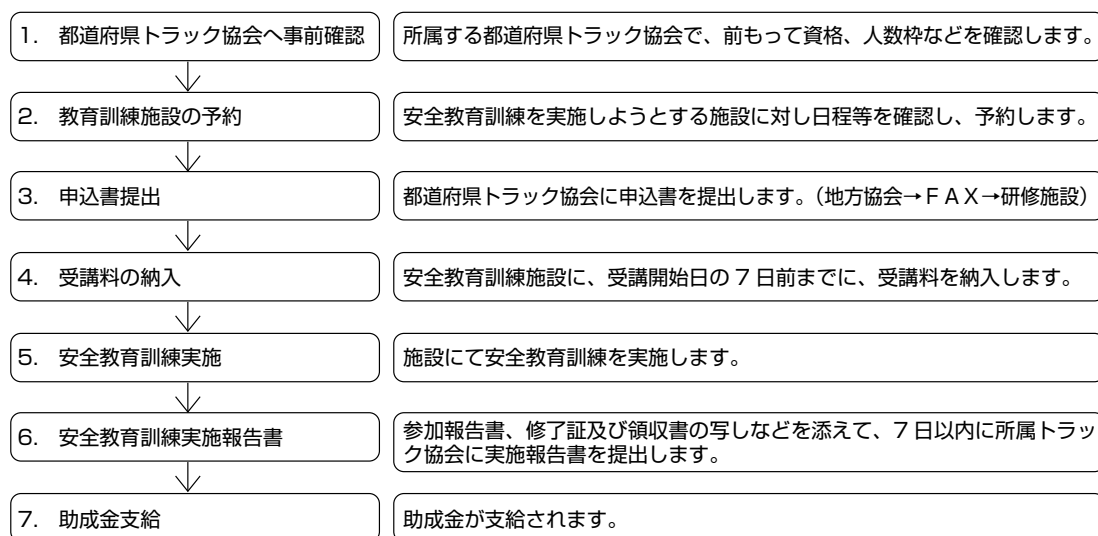 1. 都道府県トラック協会へ事前確認
所属する都道府県トラック協会で、前もって資格、人数枠などを確認します。
2. 教育訓練施設の予約
安全教育訓練を実施しようとする施設に対し日程等を確認し、予約します。
3. 申込書提出
都道府県トラック協会に申込書を提出します。（地方協会→ＦＡＸ→研修施設）
4. 受講料の納入
安全教育訓練施設に、受講開始日の７日前までに、受講料を納入します。
5. 安全教育訓練実施
施設にて安全教育訓練を実施します。
6. 安全教育訓練実施報告書
参加報告書、修了証及び領収書の写しなどを添えて、７日以内に所属トラッ
ク協会に実施報告書を提出します。
7. 助成金支給
助成金が支給されます。